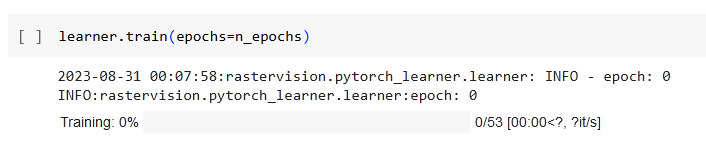 [ ] learner.train(epochs=n_epochs)
2023-08-31 00:07:58:rastervision.pytorch_learner.learner: INFO - epoch: 0
INFO:rastervision.pytorch_learner.learner:epoch: 0
Training: 0% 0/53 [00:00<?, ?it/s]